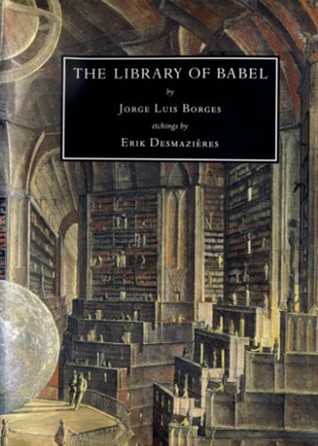 THE LIBRARY OF BABEL
by
JORGE LUIS BORGES
etchings by
ERIK DESMAZIÈRES